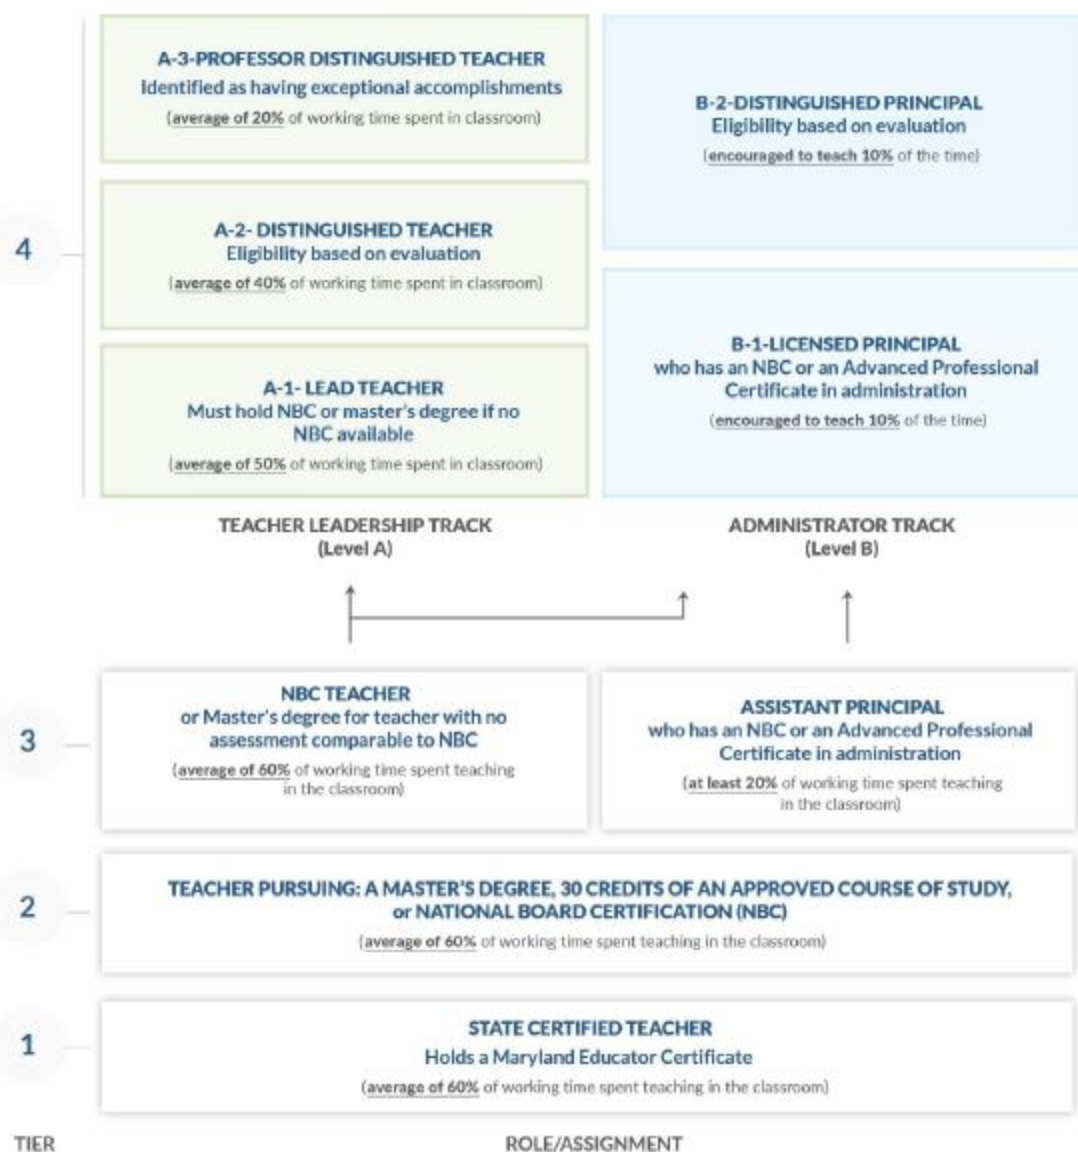 4
A-3-PROFESSOR DISTINGUISHED TEACHER
Identified as having exceptional accomplishments
(average of 20% of working time spent in classroom)
A-2- DISTINGUISHED TEACHER
Eligibility based on evaluation
(average of 40% of working time spent in classroom)
A-1- LEAD TEACHER
Must hold NBC or master's degree if no
NBC available
(average of 50% of working time spent in classroom)
TEACHER LEADERSHIP TRACK
(Level A)
B-2-DISTINGUISHED PRINCIPAL
Eligibility based on evaluation
(encouraged to teach 10% of the time)
B-1-LICENSED PRINCIPAL
who has an NBC or an Advanced Professional
Certificate in administration
(encouraged to teach 10% of the time)
ADMINISTRATOR TRACK
(Level B)
3
NBC TEACHER
or Master's degree for teacher with no
assessment comparable to NBC
(average of 60% of working time spent teaching
in the classroom)
ASSISTANT PRINCIPAL
who has an NBC or an Advanced Professional
Certificate in administration
(at least 20% of working time spent teaching
in the classroom)
2
TEACHER PURSUING: A MASTER'S DEGREE, 30 CREDITS OF AN APPROVED COURSE OF STUDY,
or NATIONAL BOARD CERTIFICATION (NBC)
(average of 60% of working time spent teaching in the classroom)
1
STATE CERTIFIED TEACHER
Holds a Maryland Educator Certificate
(average of 60% of working time spent teaching in the classroom)
TIER
ROLE/ASSIGNMENT